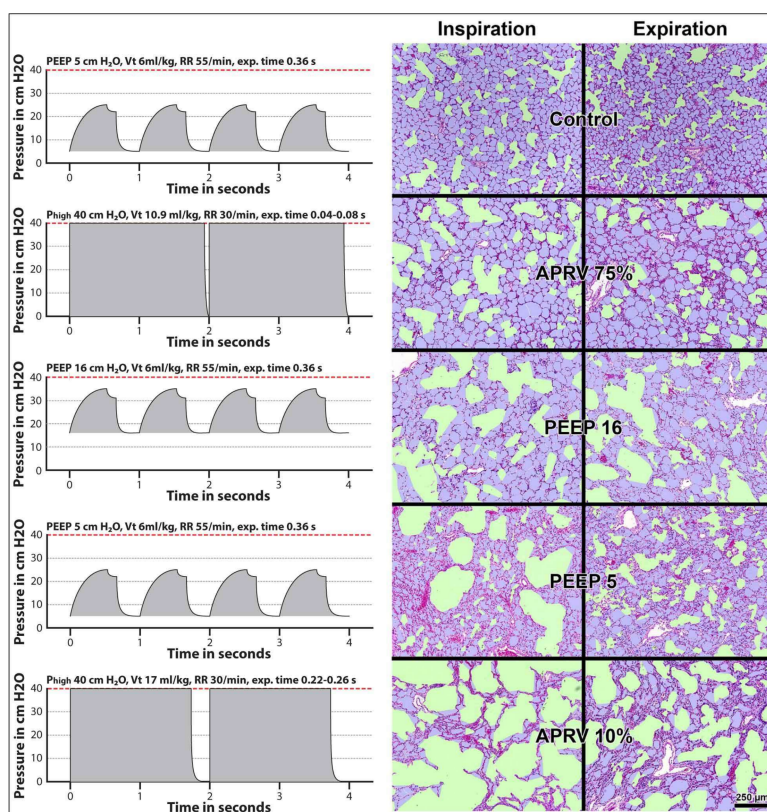 Inspiration Expiration
PEEP 5 cm H₂O, Vt 6ml/kg, RR 55/min, exp. time 0.36 s
Pressure in cm H2O
40
30
20
10
0
0 1 2 3 4
Time in seconds
Control
Phigh 40 cm H₂O, Vt 10.9 ml/kg, RR 30/min, exp. time 0.04-0.08 s
Pressure in cm H2O
40
30
20
10
0
0 1 2 3 4
Time in seconds
APRV 75%
PEEP 16 cm H₂O, Vt 6ml/kg, RR 55/min, exp. time 0.36 s
Pressure in cm H2O
40
30
20
10
0
0 1 2 3 4
Time in seconds
PEEP 16
PEEP 5 cm H₂O, Vt 6ml/kg, RR 55/min, exp. time 0.36 s
Pressure in cm H2O
40
30
20
10
0
0 1 2 3 4
Time in seconds
PEEP 5
Phigh 40 cm H₂O, Vt 17 ml/kg, RR 30/min, exp. time 0.22-0.26 s
Pressure in cm H2O
40
30
20
10
0
0 1 2 3 4
Time in seconds
APRV 10%
250 µm